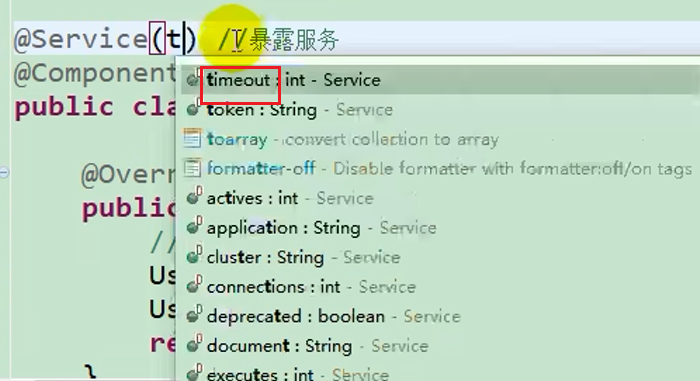 @Service(t) //暴露服务
@Component
public cla
timeout : int - Service
token : String - Service
toarray - convert collection to array
formatter-off - Disable formatter with formatter:off/on tags
@Overr
actives : int - Service
public
application : String - Service
//
cluster : String - Service
Us
connections : int - Service
Us
deprecated : boolean - Service
re
document : String - Service
}
executes : int - Service